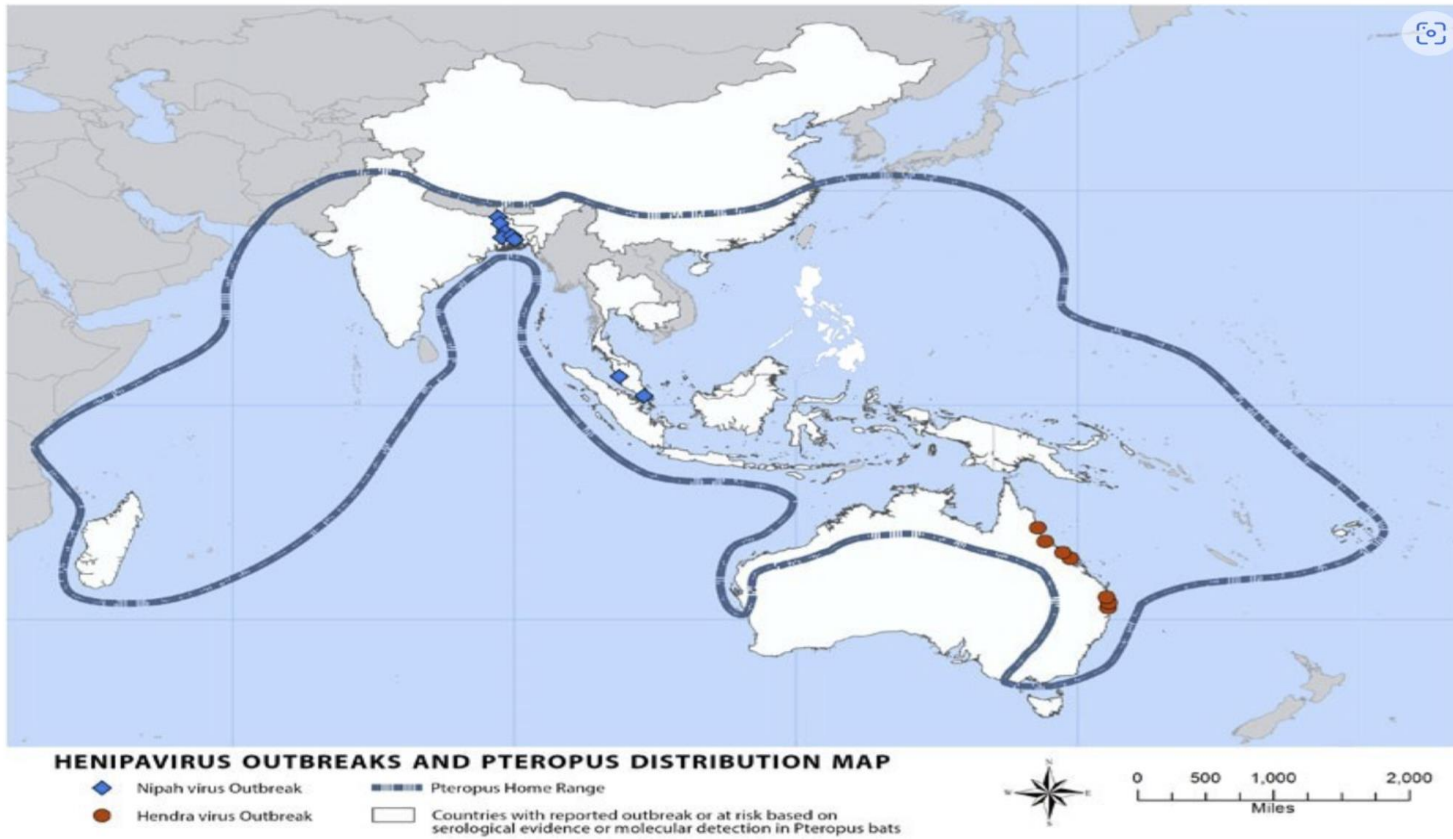 HENIPAVIRUS OUTBREAKS AND PTEROPUS DISTRIBUTION MAP
Nipah virus Outbreak
Pteropus Home Range
Hendra virus Outbreak
Countries with reported outbreak or at risk based on
serological evidence or molecular detection in Pteropus bats
N
W
E
S
0 500 1,000 2,000
Miles